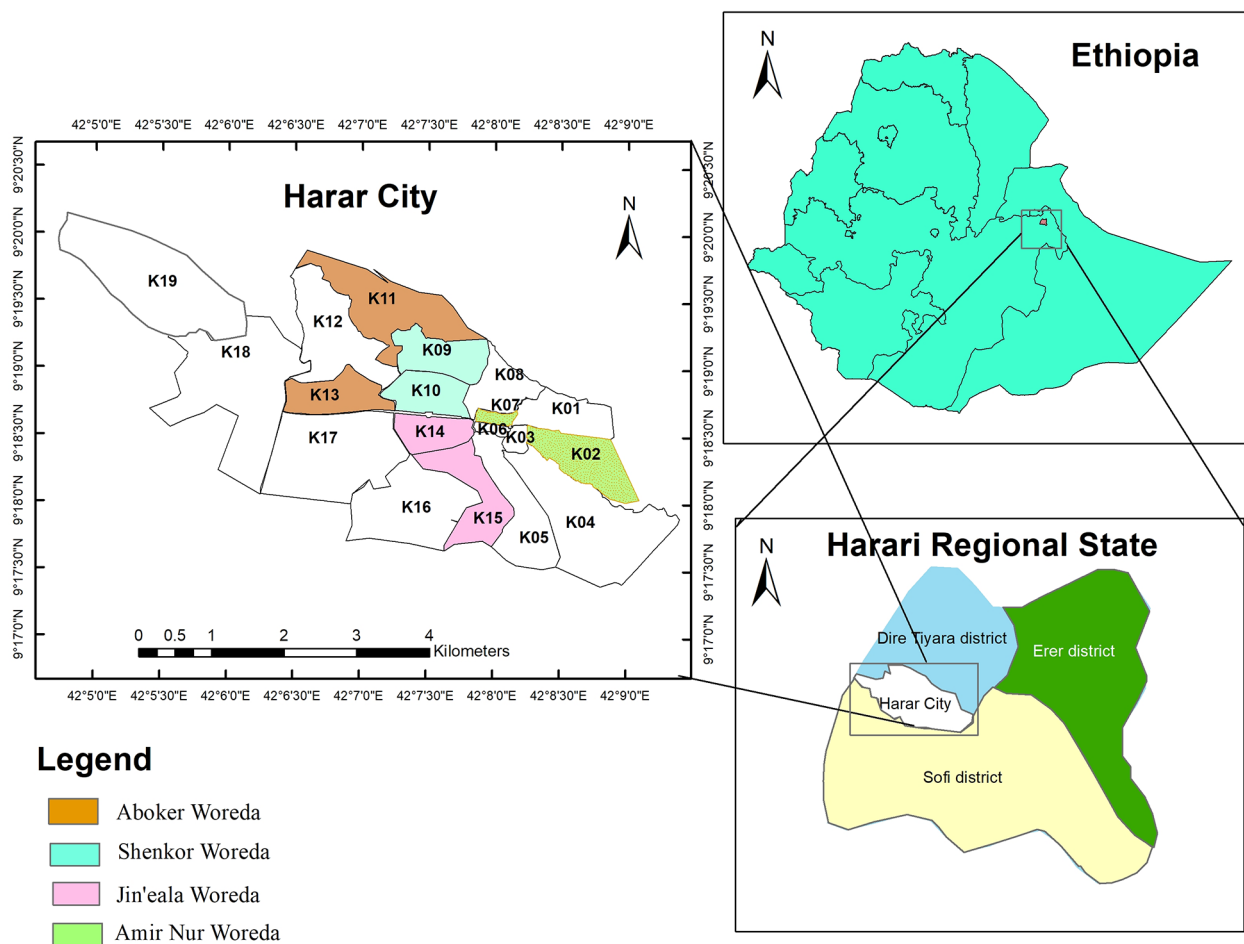 Ethiopia
N
42°5'0"E 42°5'30"E 42°6'0"E 42°6'30"E 42°7'0"E 42°7'30"E 42°8'0"E 42°8'30"E 42°9'0"E
Harar City
N
9°20'30"N
9°20'0"N
9°19'30"N
9°19'0"N
9°18'30"N
9°18'0"N
9°17'30"N
9°17'0"N
9°20'30"N
9°20'0"N
9°19'30"N
9°19'0"N
9°18'30"N
9°18'0"N
9°17'30"N
9°17'0"N
K19
K11
K12
K18
K09
K08
K13
K10
K07
K01
K17
K14
K06
K03
K02
K16
K15
K04
K05
0 0.5 1 2 3 4
Kilometers
42°5'0"E 42°5'30"E 42°6'0"E 42°6'30"E 42°7'0"E 42°7'30"E 42°8'0"E 42°8'30"E 42°9'0"E
Harari Regional State
N
Dire Tiyara district
Erer district
Harar City
Sofi district
Legend
Aboker Woreda
Shenkor Woreda
Jin'eala Woreda
Amir Nur Woreda